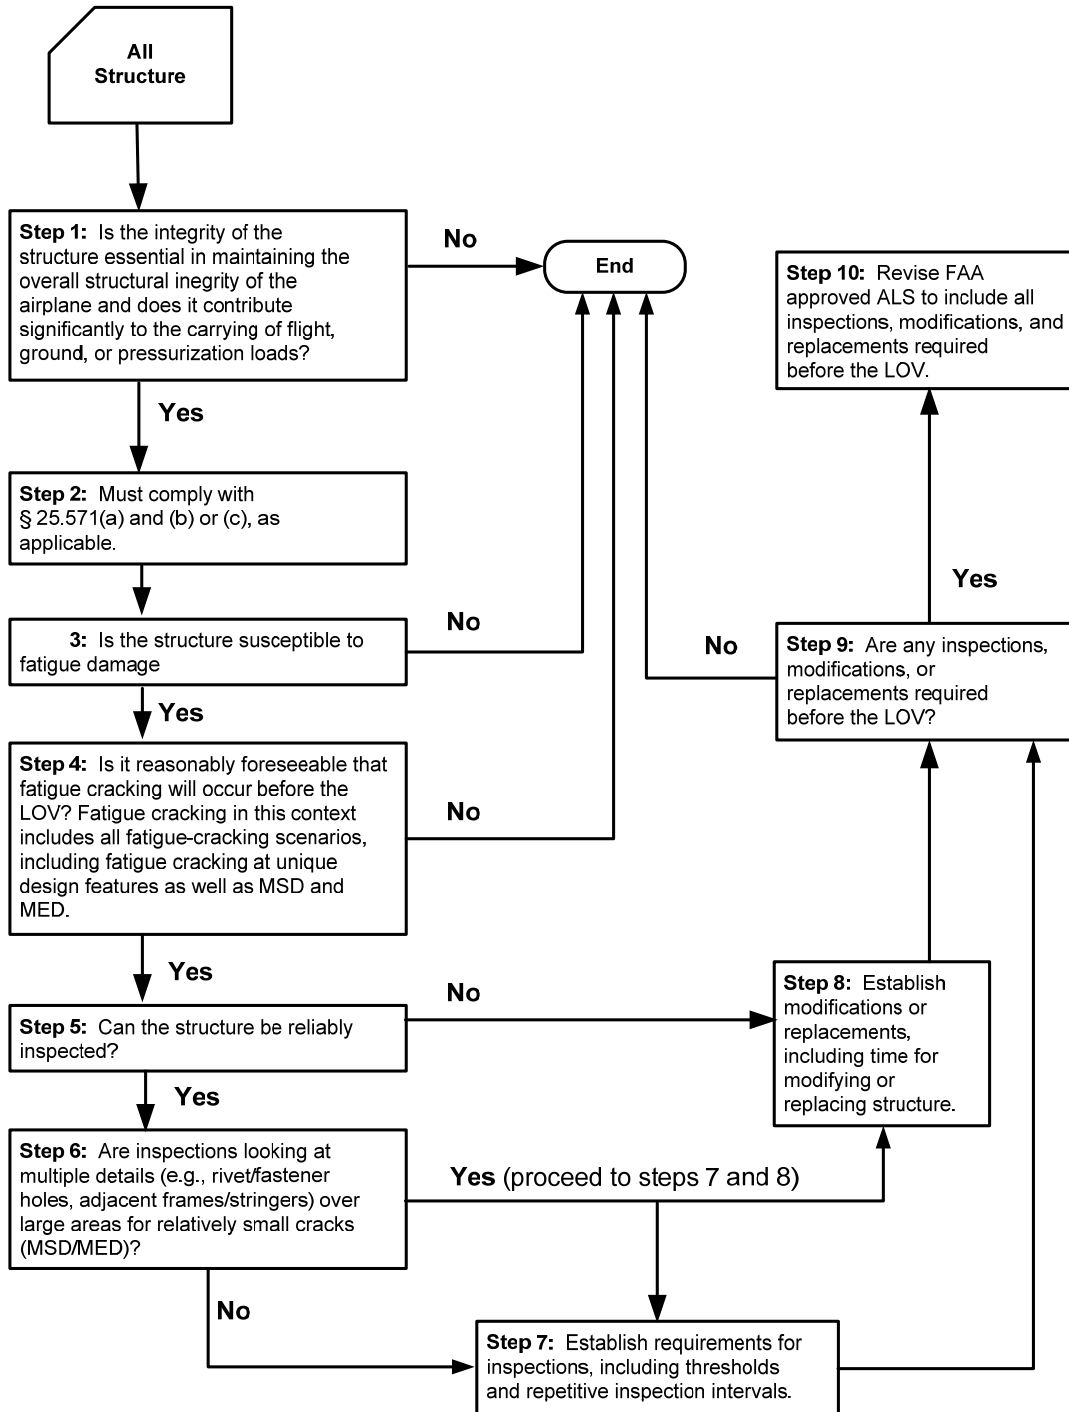 All
Structure
Step 1: Is the integrity of the
structure essential in maintaining the
overall structural inegrity of the
airplane and does it contribute
significantly to the carrying of flight,
ground, or pressurization loads?
No
End
Yes
Step 2: Must comply with
§ 25.571(a) and (b) or (c), as
applicable.
3: Is the structure susceptible to
fatigue damage
No
Yes
Step 4: Is it reasonably foreseeable that
fatigue cracking will occur before the
LOV? Fatigue cracking in this context
includes all fatigue-cracking scenarios,
including fatigue cracking at unique
design features as well as MSD and
MED.
No
Yes
Step 5: Can the structure be reliably
inspected?
No
Yes
Step 6: Are inspections looking at
multiple details (e.g., rivet/fastener
holes, adjacent frames/stringers) over
large areas for relatively small cracks
(MSD/MED)?
Yes (proceed to steps 7 and 8)
No
Step 7: Establish requirements for
inspections, including thresholds
and repetitive inspection intervals.
Step 8: Establish
modifications or
replacements,
including time for
modifying or
replacing structure.
Step 9: Are any inspections,
modifications, or
replacements required
before the LOV?
No
Yes
Step 10: Revise FAA
approved ALS to include all
inspections, modifications, and
replacements required
before the LOV.